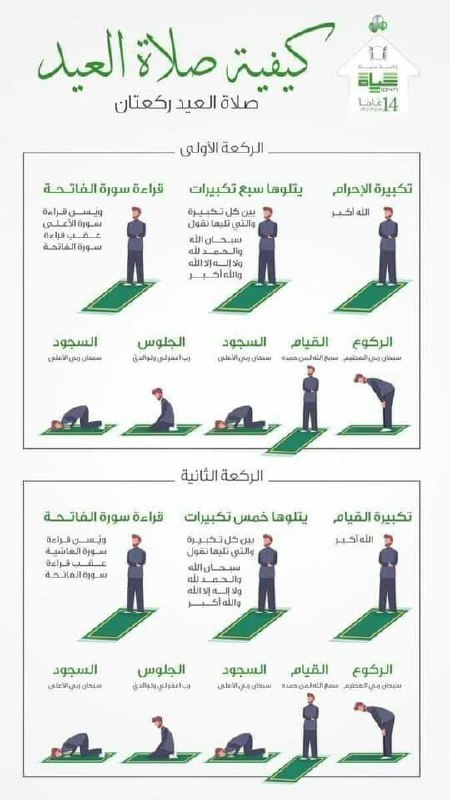 كيفية صلاة العيد
صلاة العيد ركعتان
حياة
14 عاماً
الركعة الأولى
تكبيرة الإحرام
الله أكبر
يتلوها سبع تكبيرات
بين كل تكبيرة
والتي تليها نقول
سبحان الله
والحمد لله
ولا إله إلا الله
والله أكبر
قراءة سورة الفاتحة
ويسن قراءة
سورة الأعلى
عقب قراءة
سورة الفاتحة
الركوع
سبحان ربي العظيم
القيام
سمع الله لمن حمده
السجود
سبحان ربي الأعلى
الجلوس
رب اغفر لي ولوالديّ
السجود
سبحان ربي الأعلى
الركعة الثانية
تكبيرة القيام
الله أكبر
يتلوها خمس تكبيرات
بين كل تكبيرة
والتي تليها نقول
سبحان الله
والحمد لله
ولا إله إلا الله
والله أكبر
قراءة سورة الفاتحة
ويسن قراءة
سورة الغاشية
عقب قراءة
سورة الفاتحة
الركوع
سبحان ربي العظيم
القيام
سمع الله لمن حمده
السجود
سبحان ربي الأعلى
الجلوس
رب اغفر لي ولوالديّ
السجود
سبحان ربي الأعلى